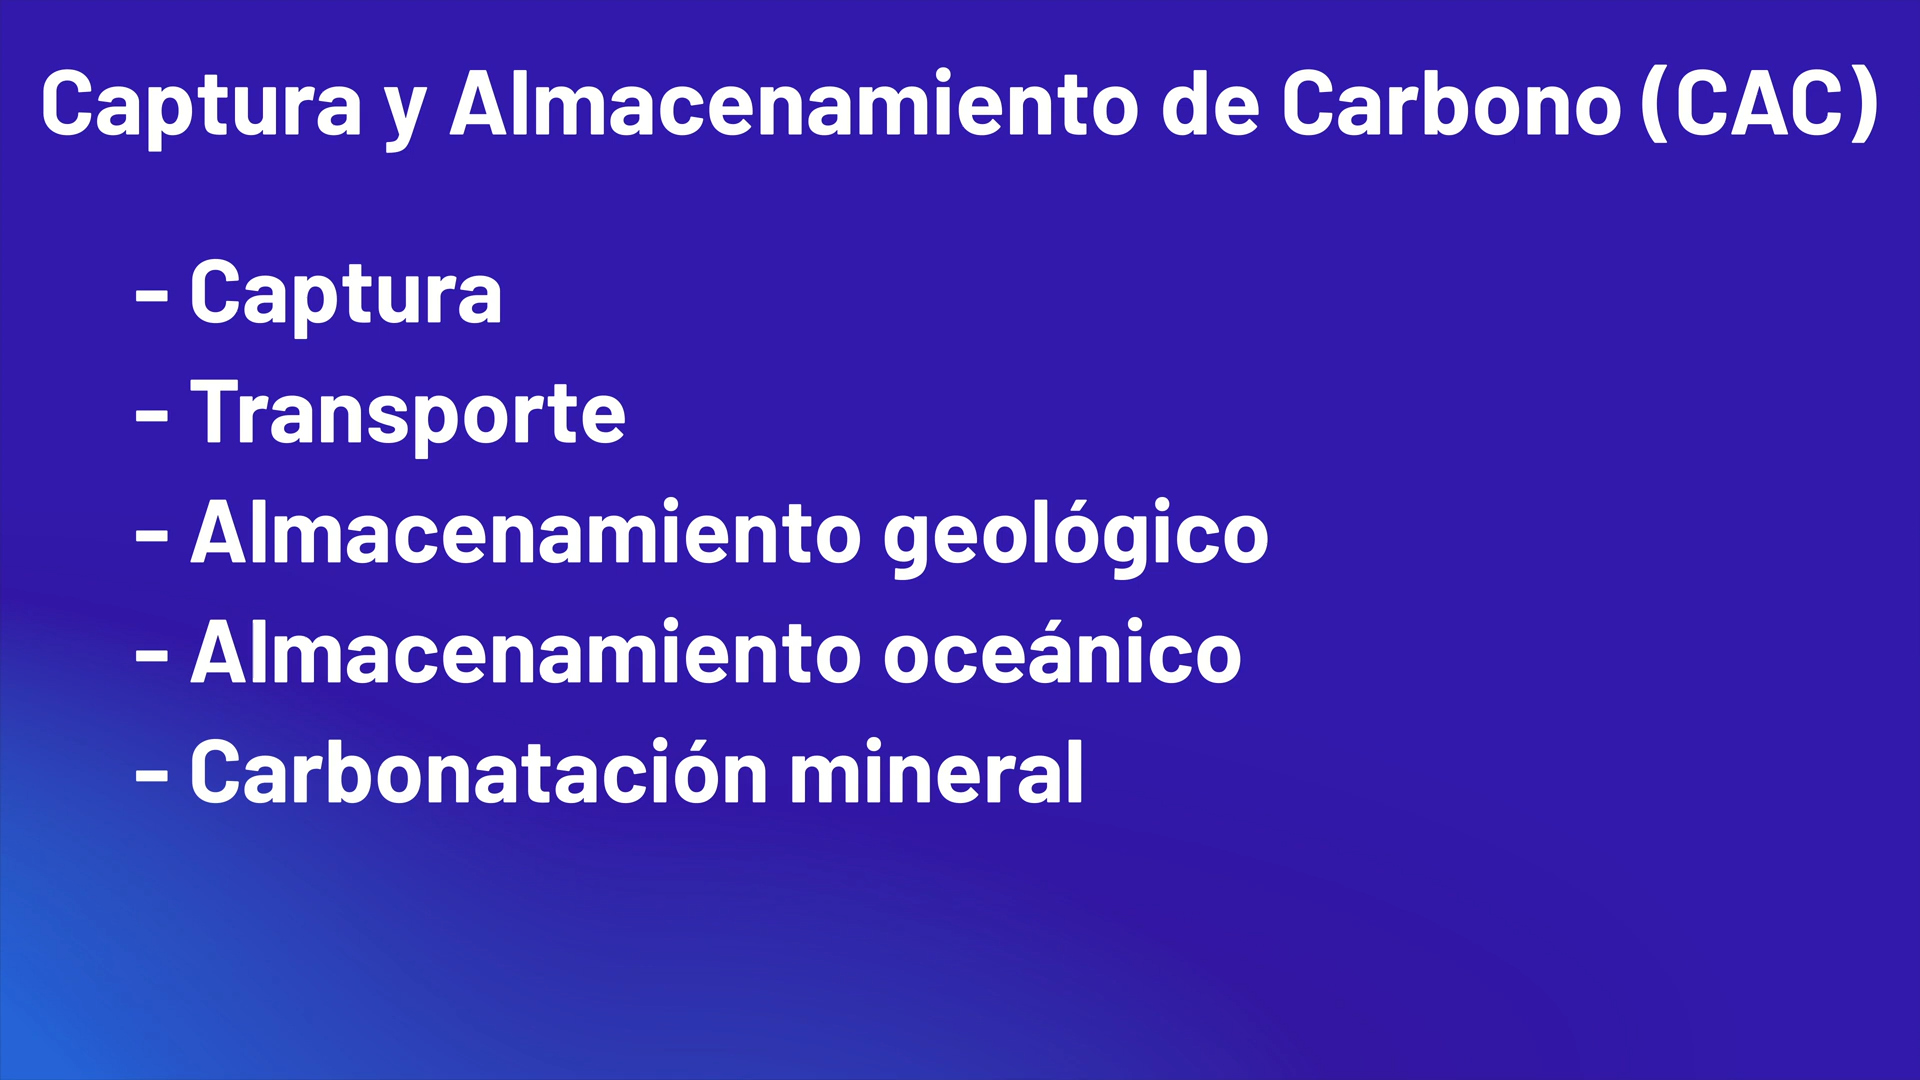 Captura y Almacenamiento de Carbono (CAC)
- Captura
- Transporte
- Almacenamiento geológico
- Almacenamiento oceánico
- Carbonatación mineral